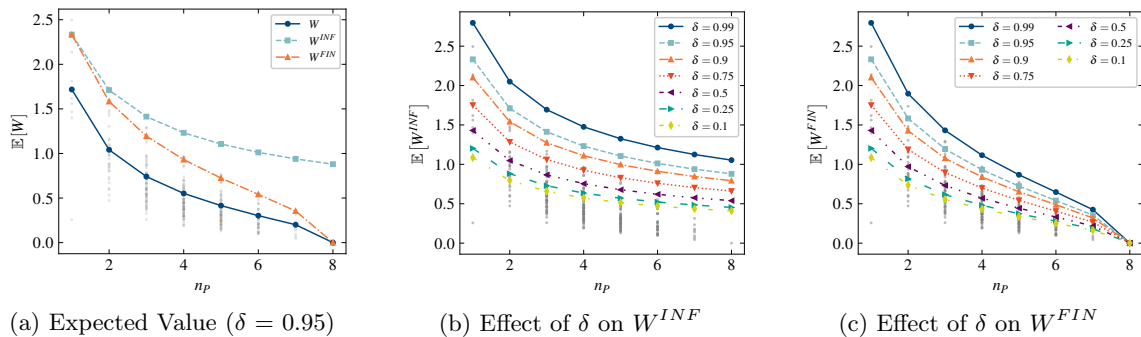 2.5
2.0
1.5
1.0
0.5
0.0
𝔼[W]
W
W^{INF}
W^{FIN}
2 4 6 8
n_P
(a) Expected Value (δ = 0.95)
2.5
2.0
1.5
1.0
0.5
0.0
𝔼[W^{INF}]
δ = 0.99
δ = 0.95
δ = 0.9
δ = 0.75
δ = 0.5
δ = 0.25
δ = 0.1
2 4 6 8
n_P
(b) Effect of δ on W^{INF}
2.5
2.0
1.5
1.0
0.5
0.0
𝔼[W^{FIN}]
δ = 0.99 δ = 0.5
δ = 0.95 δ = 0.25
δ = 0.9 δ = 0.1
δ = 0.75
2 4 6 8
n_P
(c) Effect of δ on W^{FIN}